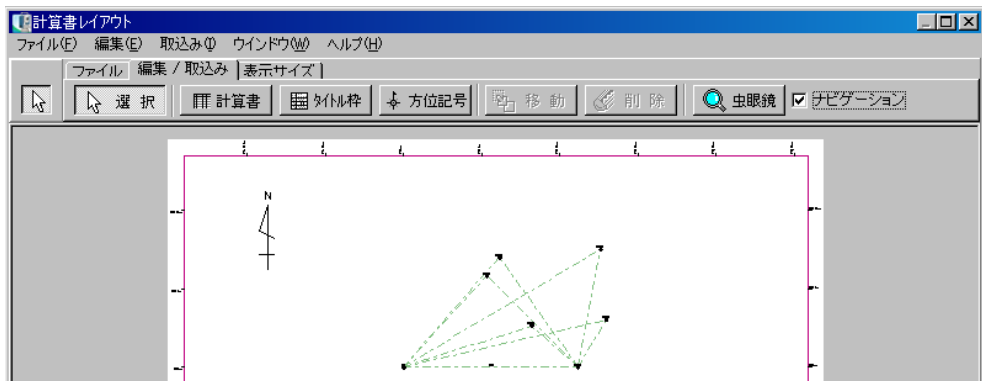 計算書レイアウト
ファイル(F) 編集(E) 取込み(I) ウインドウ(W) ヘルプ(H)
ファイル 編集 / 取込み 表示サイズ
選 択 計算書 タイトル枠 方位記号 移 動 削 除 虫眼鏡 ナビゲーション
N